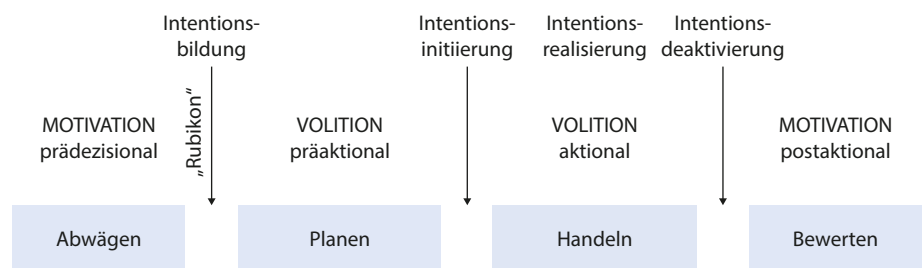 Intentions-
bildung
Intentions-
initiierung
Intentions-
realisierung
Intentions-
deaktivierung
„Rubikon“
MOTIVATION
prädezisional
VOLITION
präaktional
VOLITION
aktional
MOTIVATION
postaktional
Abwägen
Planen
Handeln
Bewerten